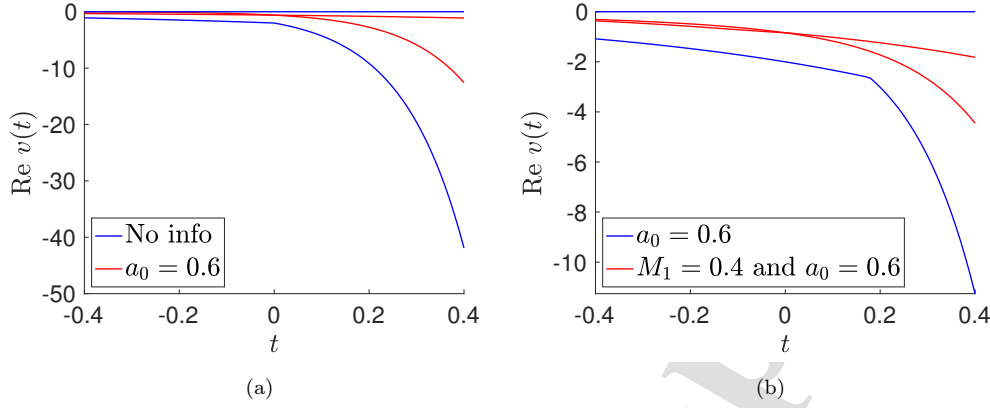 0
-10
-20
-30
-40
-50
Re v(t)
No info
a₀ = 0.6
-0.4 -0.2 0 0.2 0.4
t
(a)
0
-2
-4
-6
-8
-10
Re v(t)
a₀ = 0.6
M₁ = 0.4 and a₀ = 0.6
-0.4 -0.2 0 0.2 0.4
t
(b)